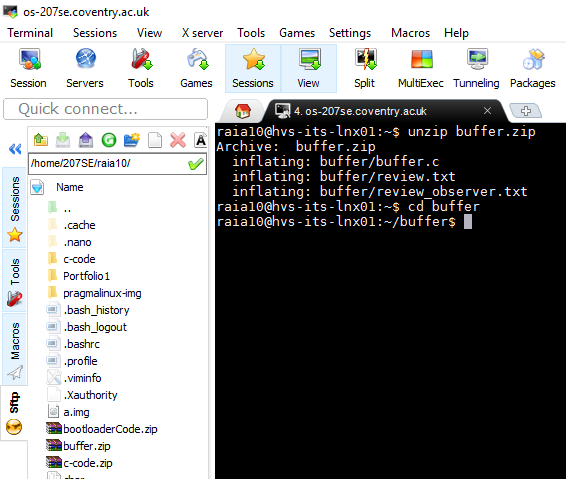 os-207se.coventry.ac.uk
Terminal Sessions View X server Tools Games Settings Macros Help
Session Servers Tools Games Sessions View Split MultiExec Tunneling Packages
Quick connect...
4. os-207se.coventry.ac.uk
/home/207SE/raia10/
Name
..
.cache
.nano
c-code
Portfolio1
pragmalinux-img
.bash_history
.bash_logout
.bashrc
.profile
.viminfo
.Xauthority
a.img
bootloaderCode.zip
buffer.zip
c-code.zip
Sessions
Tools
Macros
Sftp
raia10@hvs-its-lnx01:~$ unzip buffer.zip
Archive:  buffer.zip
  inflating: buffer/buffer.c
  inflating: buffer/review.txt
  inflating: buffer/review_observer.txt
raia10@hvs-its-lnx01:~$ cd buffer
raia10@hvs-its-lnx01:~/buffer$